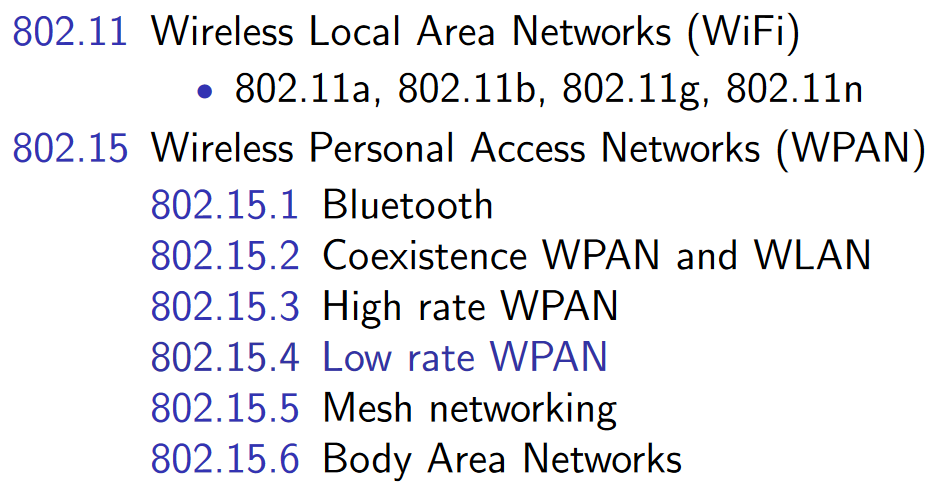 802.11 Wireless Local Area Networks (WiFi)
• 802.11a, 802.11b, 802.11g, 802.11n
802.15 Wireless Personal Access Networks (WPAN)
802.15.1 Bluetooth
802.15.2 Coexistence WPAN and WLAN
802.15.3 High rate WPAN
802.15.4 Low rate WPAN
802.15.5 Mesh networking
802.15.6 Body Area Networks